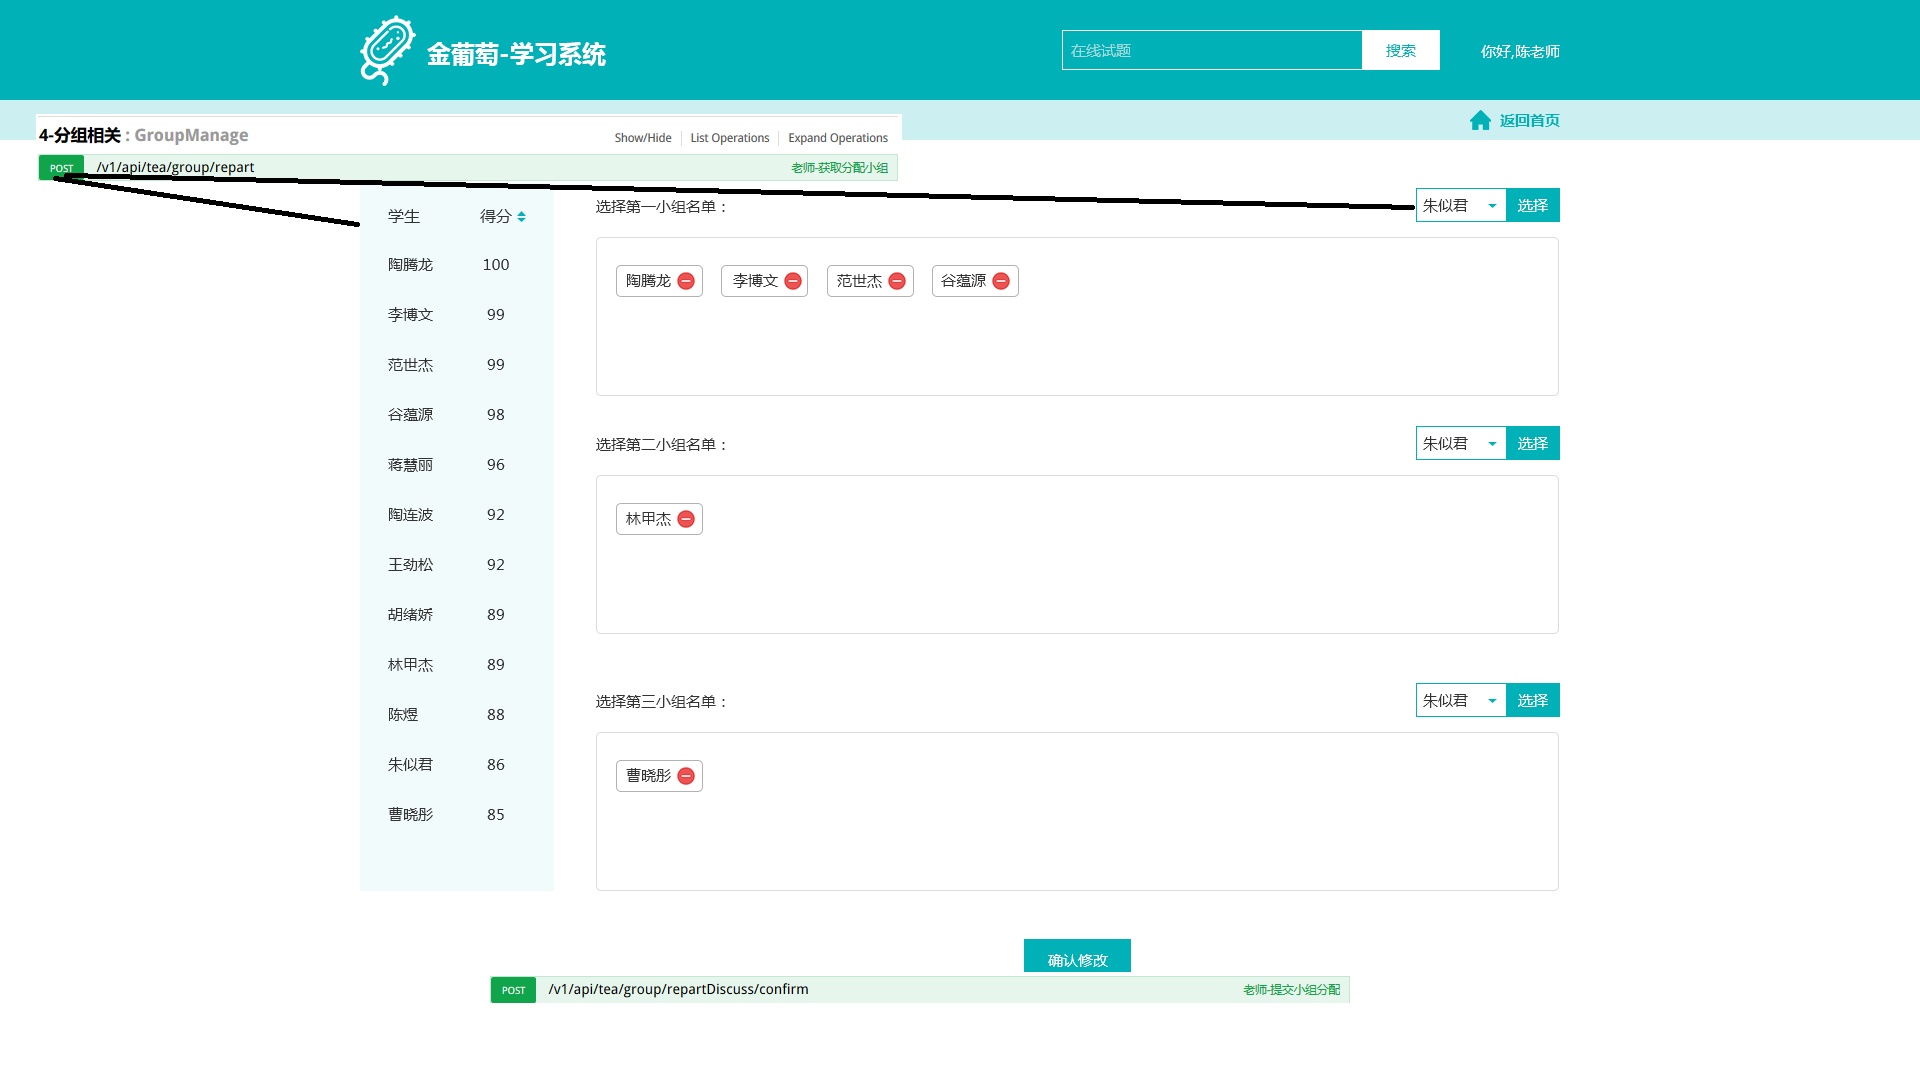 金葡萄-学习系统
在线试题 搜索 你好,陈老师
返回首页
4-分组相关 : GroupManage Show/Hide List Operations Expand Operations
POST /v1/api/tea/group/repart 老师-获取分配小组
学生 得分
陶腾龙 100
李博文 99
范世杰 99
谷蕴源 98
蒋慧丽 96
陶连波 92
王劲松 92
胡绪娇 89
林甲杰 89
陈煜 88
朱似君 86
曹晓彤 85
选择第一小组名单： 朱似君 选择
陶腾龙 李博文 范世杰 谷蕴源
选择第二小组名单： 朱似君 选择
林甲杰
选择第三小组名单： 朱似君 选择
曹晓彤
确认修改
POST /v1/api/tea/group/repartDiscuss/confirm 老师-提交小组分配